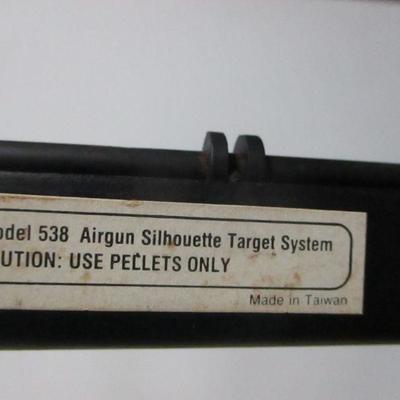 odel 538 Airgun Silhouette Target System
UTION: USE PELLETS ONLY
Made in Taiwan